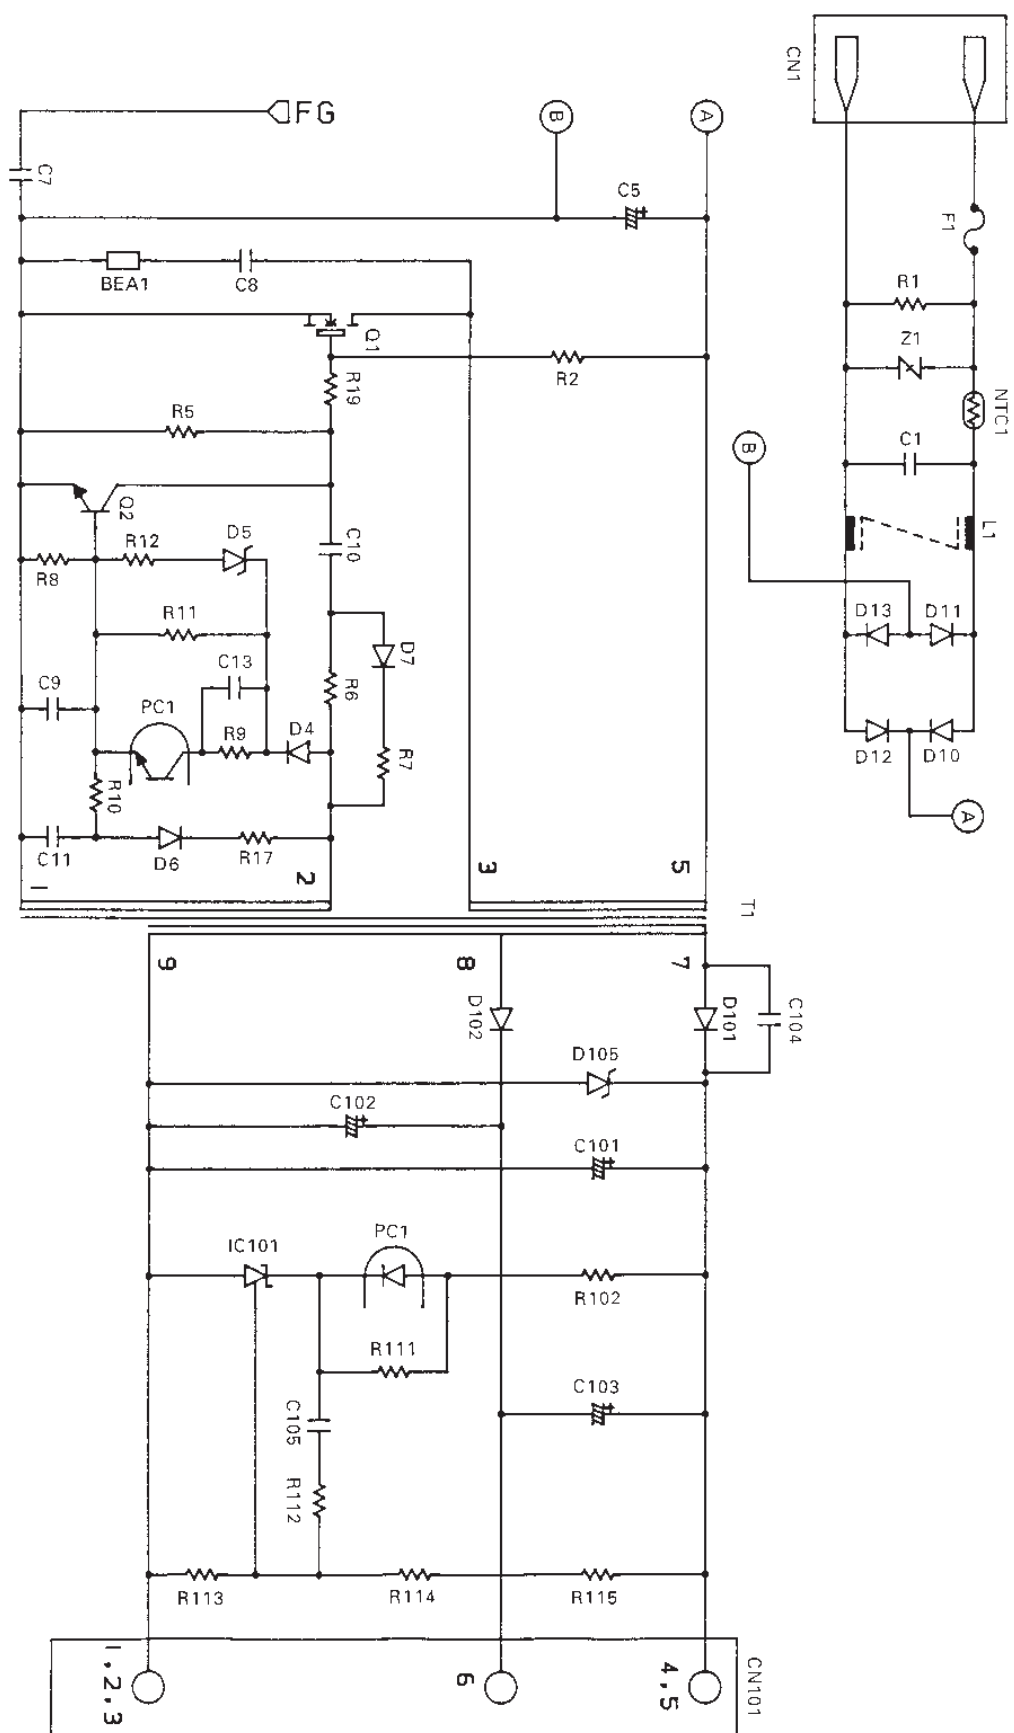 CN1
FG
B
A
C7
C5
F1
BEA1
C8
R1
Q1
Z1
R2
R19
NTC1
R5
B
C1
Q2
D5
C10
L1
R12
R8
R11
D13
D11
D7
C13
C9
R6
PC1
R9
D4
R7
D12
D10
R10
A
C11
D6
R17
1
2
3
5
T1
9
8
7
D102
D101
C104
D105
C102
C101
IC101
PC1
R102
R111
C103
C105
R112
R113
R114
R115
1,2,3
6
4,5
CN101